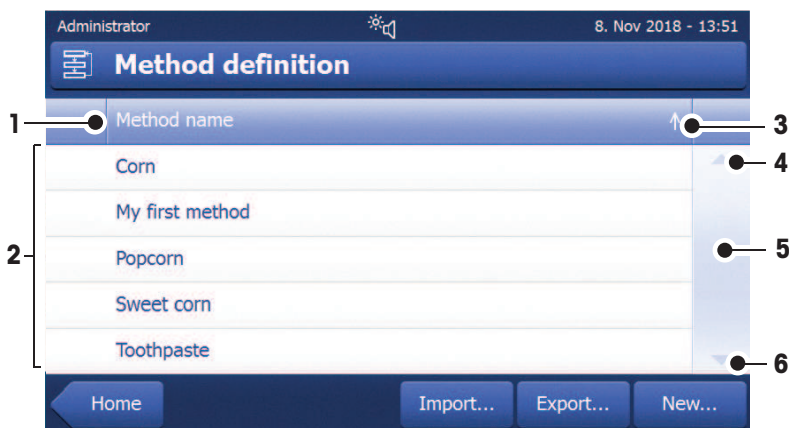 Administrator 8. Nov 2018 - 13:51
Method definition
1 Method name 3
Corn 4
My first method
2 Popcorn 5
Sweet corn
Toothpaste 6
Home Import... Export... New...